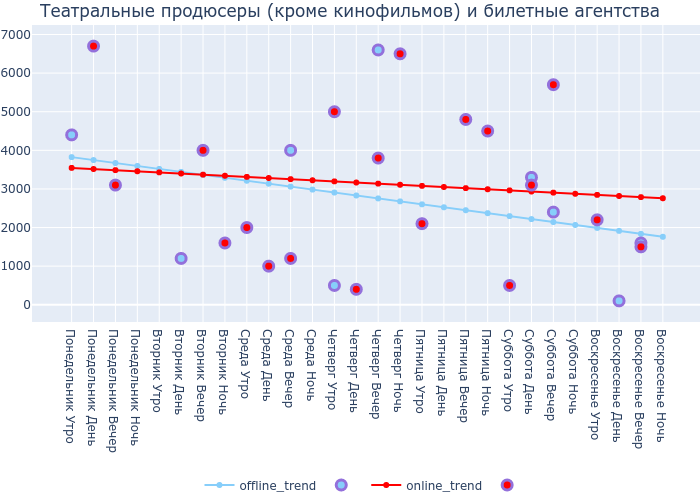 Театральные продюсеры (кроме кинофильмов) и билетные агентства
7000
6000
5000
4000
3000
2000
1000
0
Понедельник Утро
Понедельник День
Понедельник Вечер
Понедельник Ночь
Вторник Утро
Вторник День
Вторник Вечер
Вторник Ночь
Среда Утро
Среда День
Среда Вечер
Среда Ночь
Четверг Утро
Четверг День
Четверг Вечер
Четверг Ночь
Пятница Утро
Пятница День
Пятница Вечер
Пятница Ночь
Суббота Утро
Суббота День
Суббота Вечер
Суббота Ночь
Воскресенье Утро
Воскресенье День
Воскресенье Вечер
Воскресенье Ночь
offline_trend online_trend